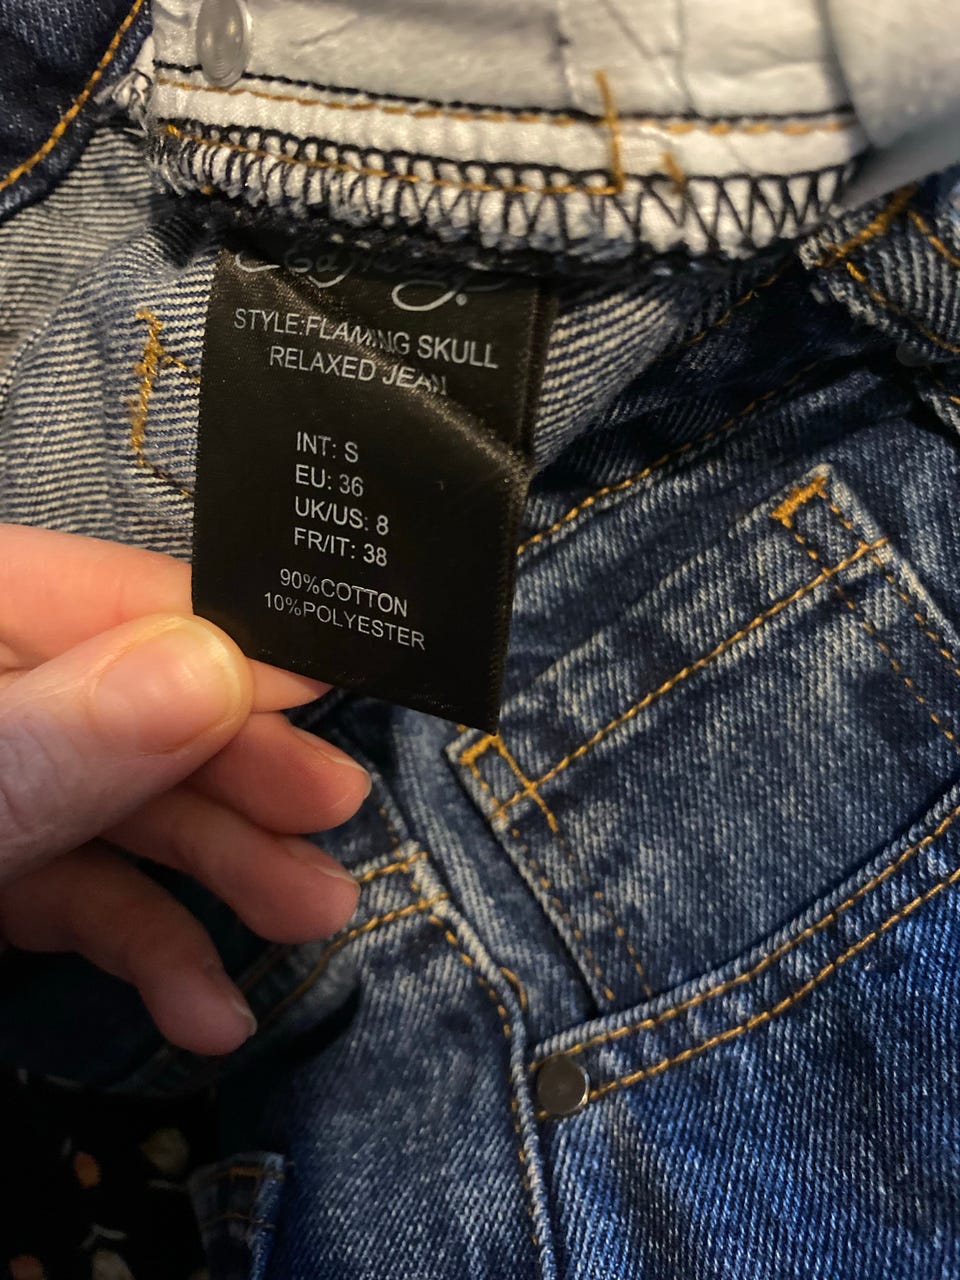 STYLE:FLAMING SKULL
RELAXED JEAN
INT: S
EU: 36
UK/US: 8
FR/IT: 38
90%COTTON
10%POLYESTER